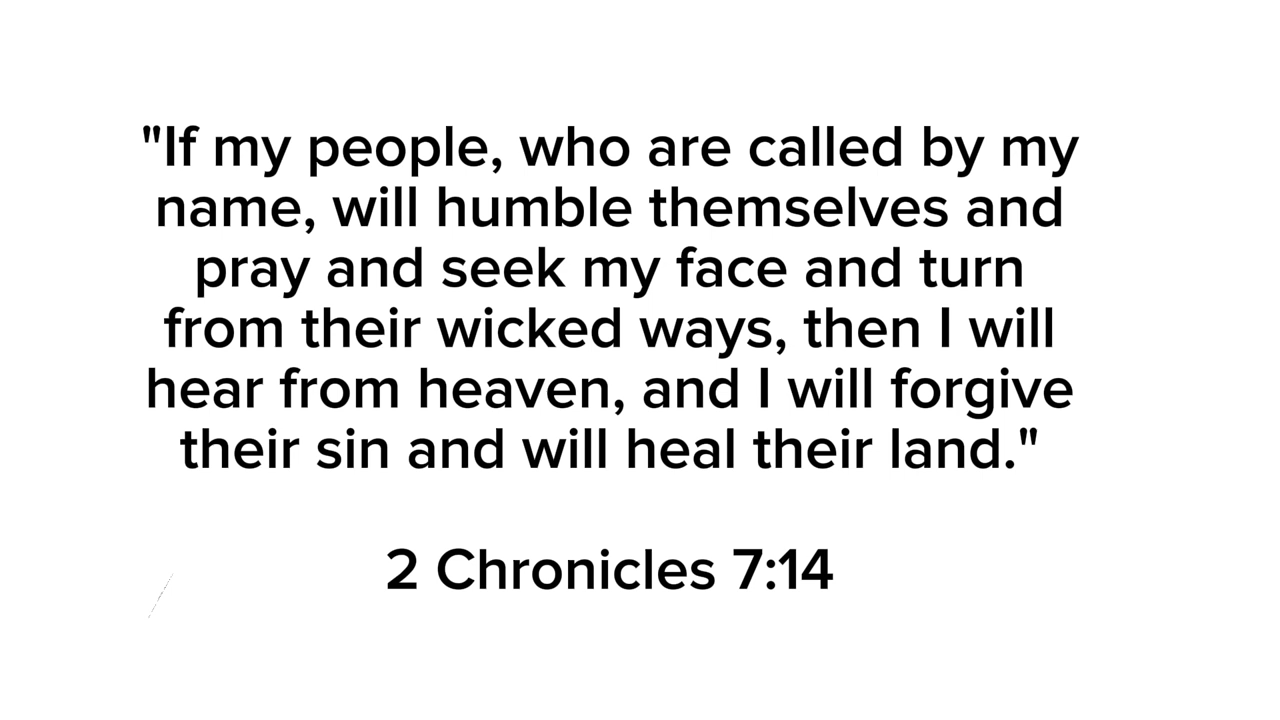 "If my people, who are called by my
name, will humble themselves and
pray and seek my face and turn
from their wicked ways, then I will
hear from heaven, and I will forgive
their sin and will heal their land."
2 Chronicles 7:14